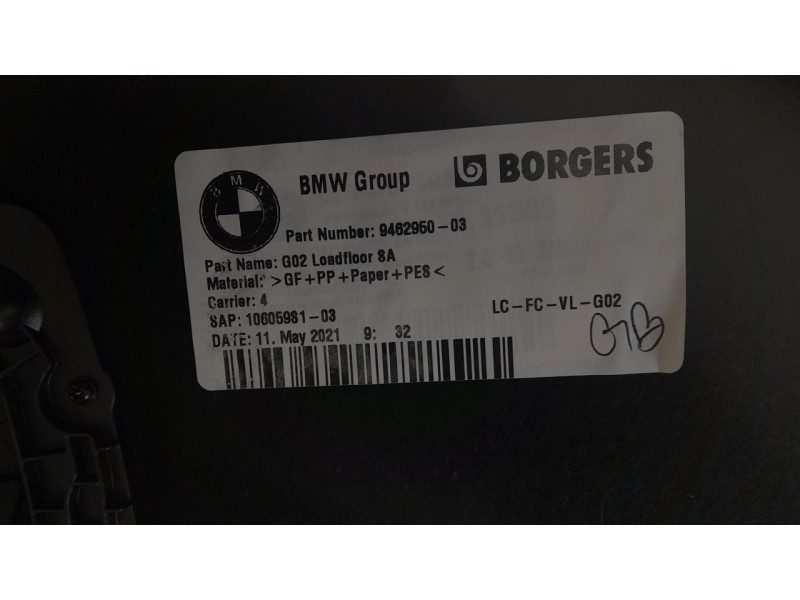 BMW
BMW Group
BORGERS
Part Number: 9462950-03
Part Name: G02 Loadfloor SA
Material: >GF+PP+Paper+PES<
Carrier: 4
SAP: 10605981-03
LC-FC-VL-G02
DATE: 11. May 2021 9: 32